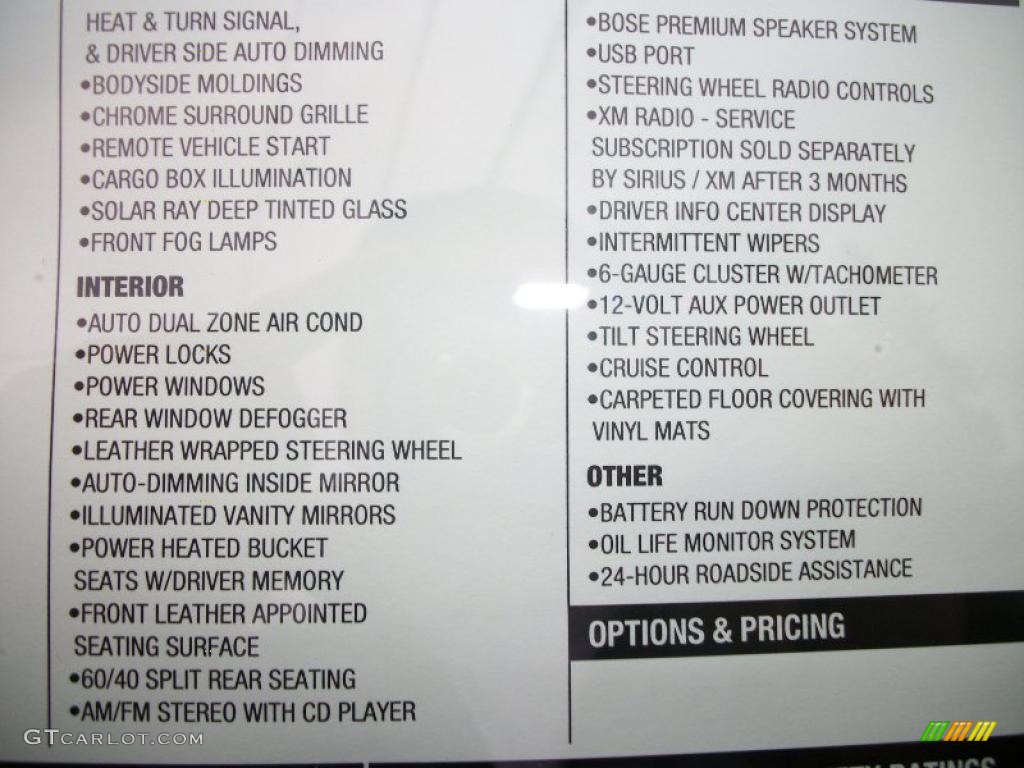 HEAT & TURN SIGNAL,
& DRIVER SIDE AUTO DIMMING
•BODYSIDE MOLDINGS
•CHROME SURROUND GRILLE
•REMOTE VEHICLE START
•CARGO BOX ILLUMINATION
•SOLAR RAY DEEP TINTED GLASS
•FRONT FOG LAMPS
INTERIOR
•AUTO DUAL ZONE AIR COND
•POWER LOCKS
•POWER WINDOWS
•REAR WINDOW DEFOGGER
•LEATHER WRAPPED STEERING WHEEL
•AUTO-DIMMING INSIDE MIRROR
•ILLUMINATED VANITY MIRRORS
•POWER HEATED BUCKET
SEATS W/DRIVER MEMORY
•FRONT LEATHER APPOINTED
SEATING SURFACE
•60/40 SPLIT REAR SEATING
•AM/FM STEREO WITH CD PLAYER
•BOSE PREMIUM SPEAKER SYSTEM
•USB PORT
•STEERING WHEEL RADIO CONTROLS
•XM RADIO - SERVICE
SUBSCRIPTION SOLD SEPARATELY
BY SIRIUS / XM AFTER 3 MONTHS
•DRIVER INFO CENTER DISPLAY
•INTERMITTENT WIPERS
•6-GAUGE CLUSTER W/TACHOMETER
•12-VOLT AUX POWER OUTLET
•TILT STEERING WHEEL
•CRUISE CONTROL
•CARPETED FLOOR COVERING WITH
VINYL MATS
OTHER
•BATTERY RUN DOWN PROTECTION
•OIL LIFE MONITOR SYSTEM
•24-HOUR ROADSIDE ASSISTANCE
OPTIONS & PRICING
RATINGS
GTCARLOT.COM